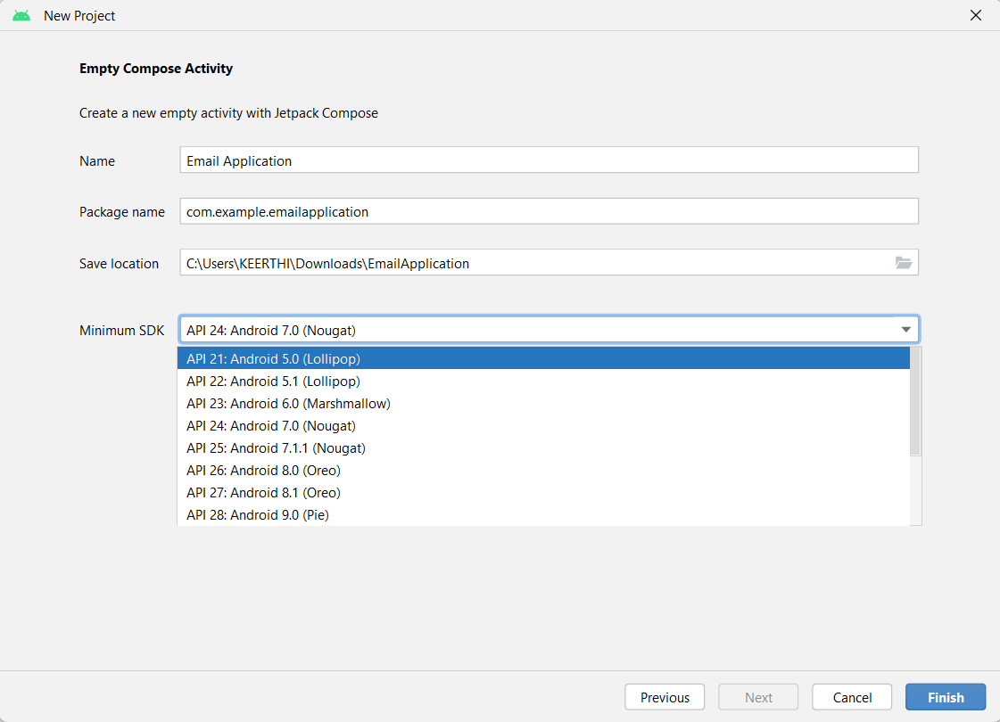 New Project
Empty Compose Activity
Create a new empty activity with Jetpack Compose
Name Email Application
Package name com.example.emailapplication
Save location C:\Users\KEERTHI\Downloads\EmailApplication
Minimum SDK API 24: Android 7.0 (Nougat)
API 21: Android 5.0 (Lollipop)
API 22: Android 5.1 (Lollipop)
API 23: Android 6.0 (Marshmallow)
API 24: Android 7.0 (Nougat)
API 25: Android 7.1.1 (Nougat)
API 26: Android 8.0 (Oreo)
API 27: Android 8.1 (Oreo)
API 28: Android 9.0 (Pie)
Previous Next Cancel Finish